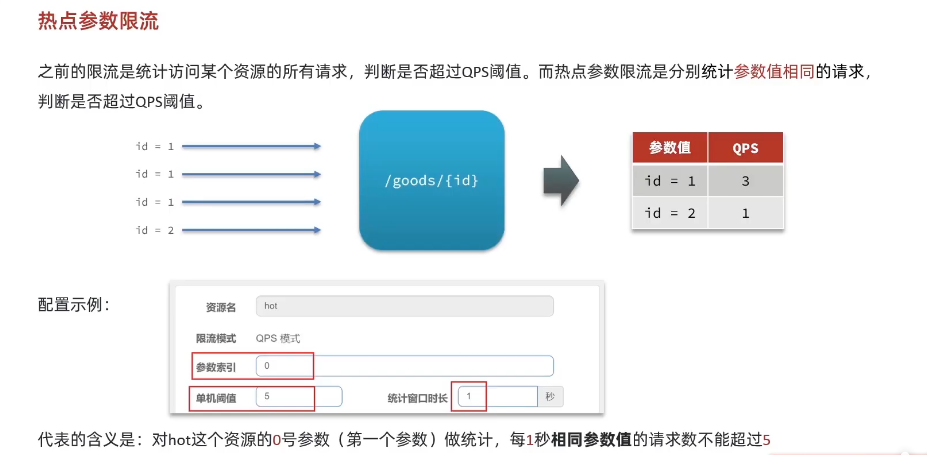 热点参数限流
之前的限流是统计访问某个资源的所有请求，判断是否超过QPS阈值。而热点参数限流是分别统计参数值相同的请求，
判断是否超过QPS阈值。
id = 1
id = 1
id = 1
id = 2
/goods/{id}
参数值 QPS
id = 1 3
id = 2 1
配置示例：
资源名 hot
限流模式 QPS 模式
参数索引 0
单机阈值 5 统计窗口时长 1 秒
代表的含义是：对hot这个资源的0号参数（第一个参数）做统计，每1秒相同参数值的请求数不能超过5